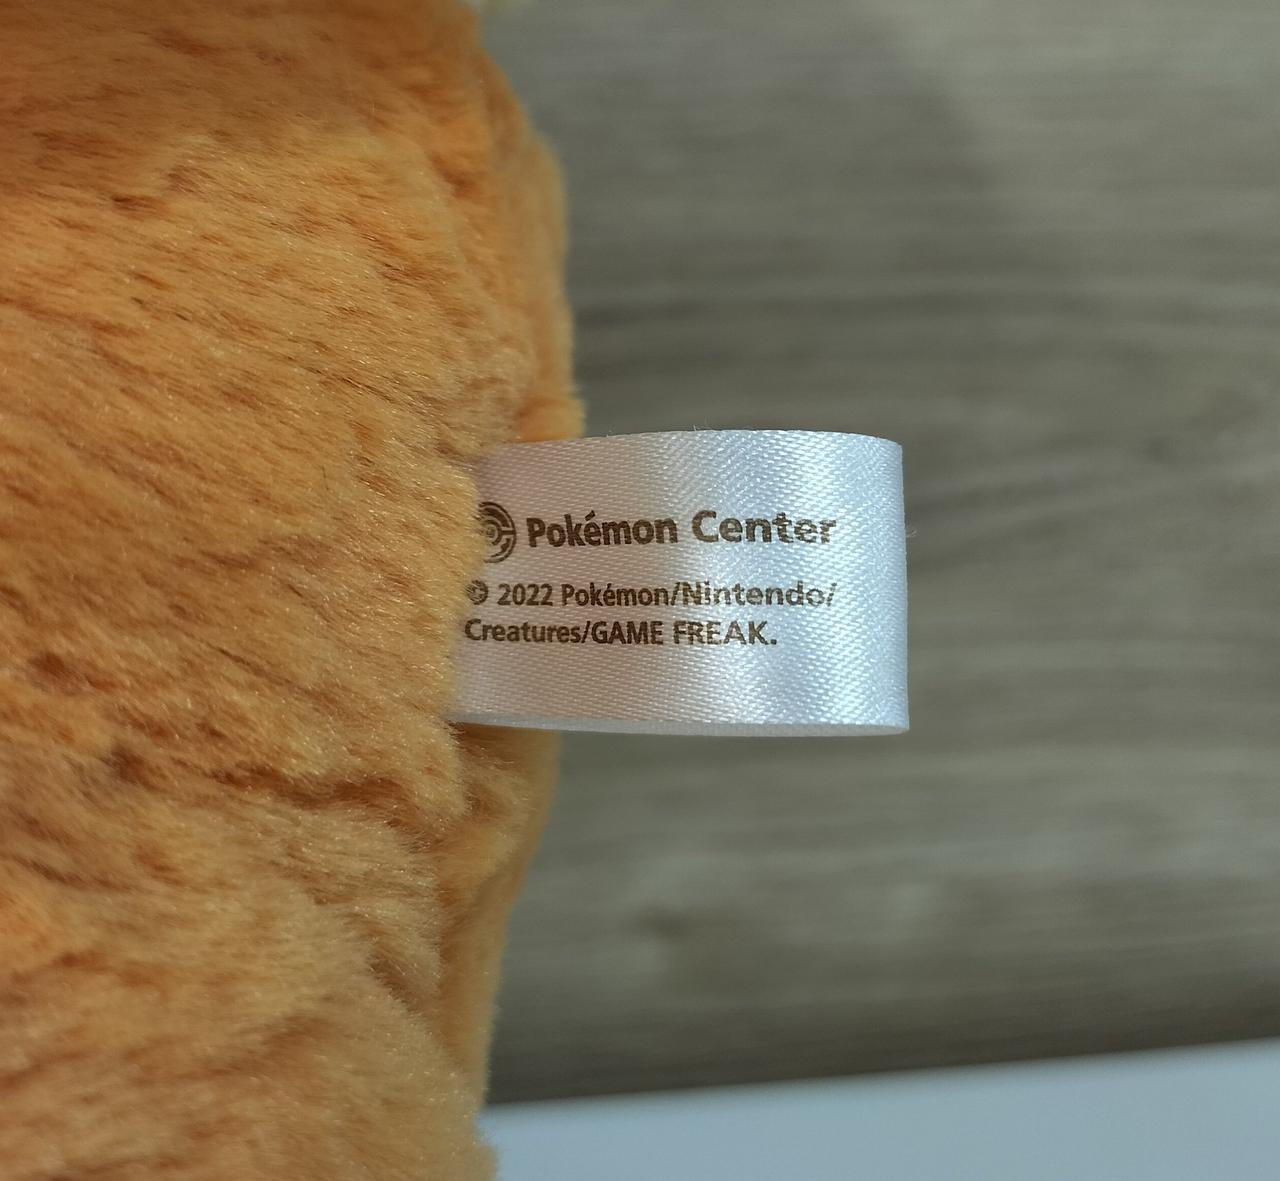 Pokémon Center
© 2022 Pokémon/Nintendo/
Creatures/GAME FREAK.